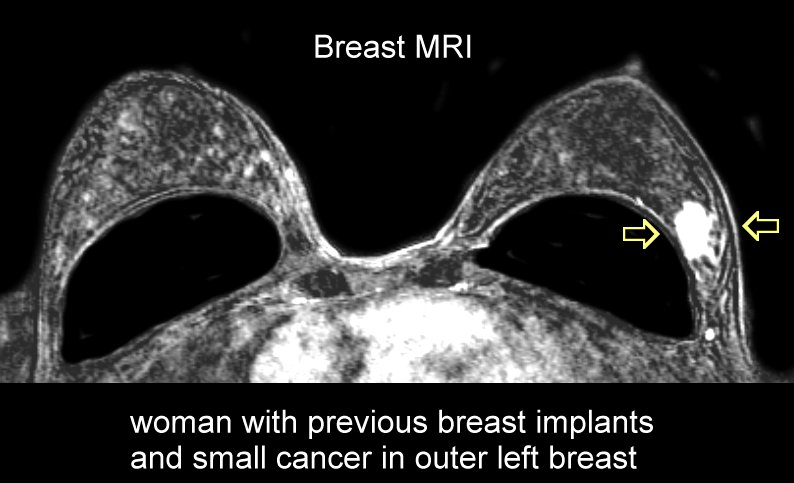 Breast MRI
woman with previous breast implants
and small cancer in outer left breast